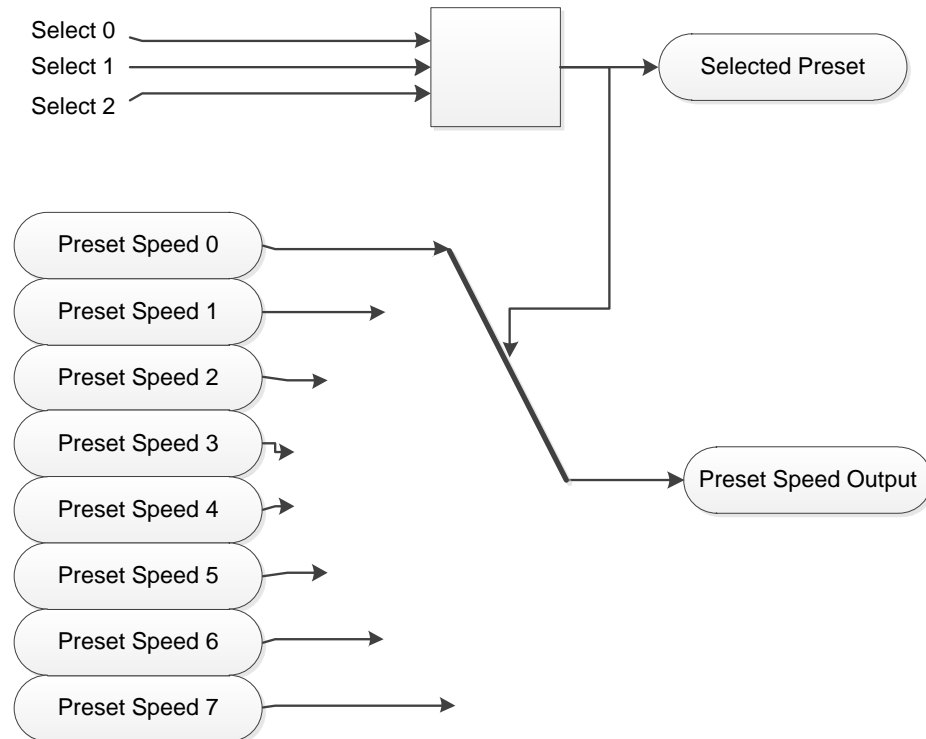 Select 0
Select 1
Select 2
Selected Preset
Preset Speed 0
Preset Speed 1
Preset Speed 2
Preset Speed 3
Preset Speed 4
Preset Speed 5
Preset Speed 6
Preset Speed 7
Preset Speed Output